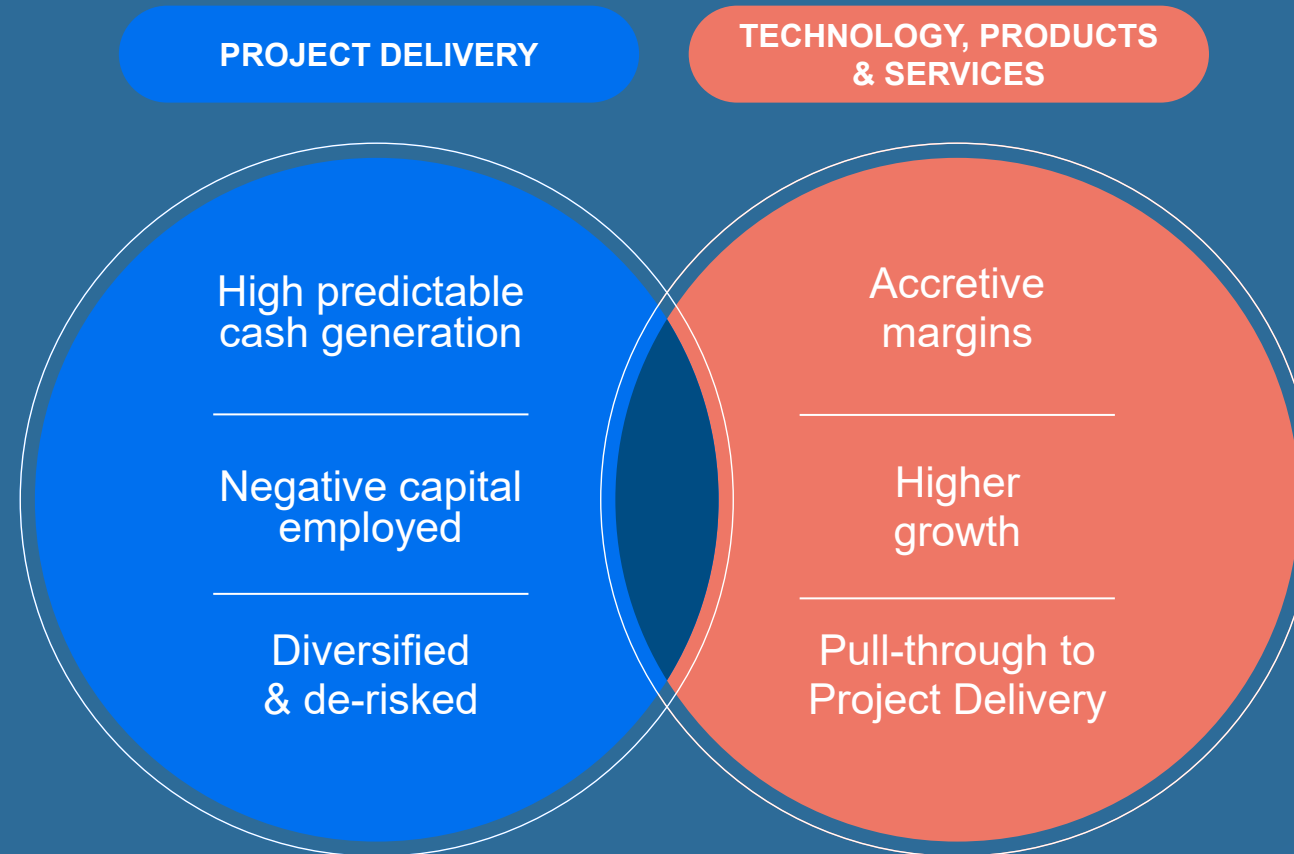 PROJECT DELIVERY
TECHNOLOGY, PRODUCTS
& SERVICES
High predictable
cash generation
Negative capital
employed
Diversified
& de-risked
Accretive
margins
Higher
growth
Pull-through to
Project Delivery